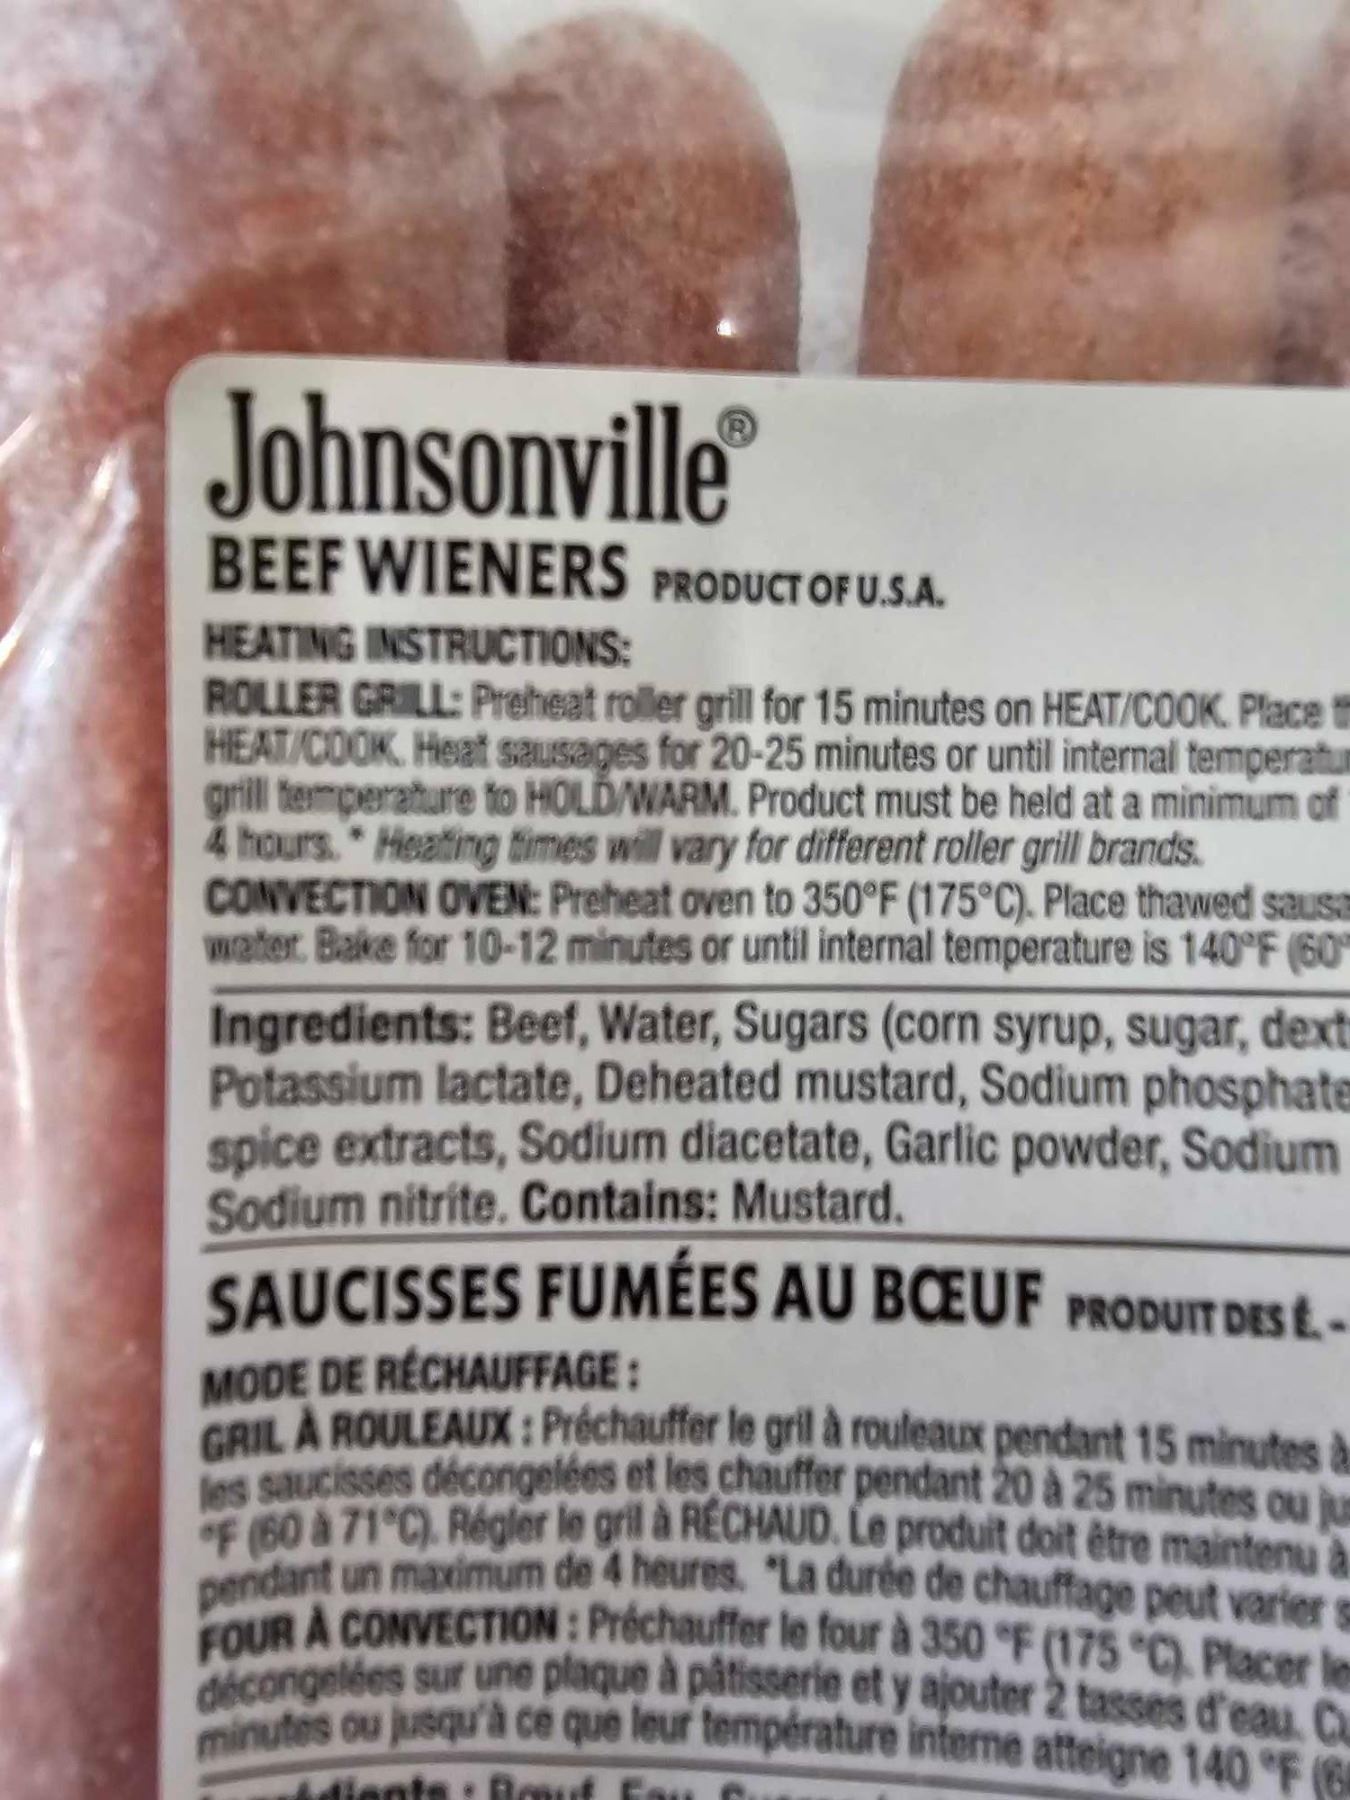 Johnsonville®
BEEF WIENERS PRODUCT OF U.S.A.
HEATING INSTRUCTIONS:
ROLLER GRILL: Preheat roller grill for 15 minutes on HEAT/COOK. Place
HEAT/COOK. Heat sausages for 20-25 minutes or until internal temperatu
grill temperature to HOLD/WARM. Product must be held at a minimum of
4 hours. * Heating times will vary for different roller grill brands.
CONVECTION OVEN: Preheat oven to 350°F (175°C). Place thawed sausa
water. Bake for 10-12 minutes or until internal temperature is 140°F (60°
Ingredients: Beef, Water, Sugars (corn syrup, sugar, dext
Potassium lactate, Deheated mustard, Sodium phosphate
spice extracts, Sodium diacetate, Garlic powder, Sodium
Sodium nitrite. Contains: Mustard.
SAUCISSES FUMÉES AU BŒUF PRODUIT DES É.-
MODE DE RÉCHAUFFAGE :
GRIL À ROULEAUX : Préchauffer le gril à rouleaux pendant 15 minutes à
les saucisses décongelées et les chauffer pendant 20 à 25 minutes ou ju
°F (60 à 71°C). Régler le gril à RÉCHAUD. Le produit doit être maintenu à
pendant un maximum de 4 heures. *La durée de chauffage peut varier s
FOUR À CONVECTION : Préchauffer le four à 350 °F (175 °C). Placer le
décongelées sur une plaque à pâtisserie et y ajouter 2 tasses d'eau. Cu
minutes ou jusqu'à ce que leur température interne atteigne 140 °F (6